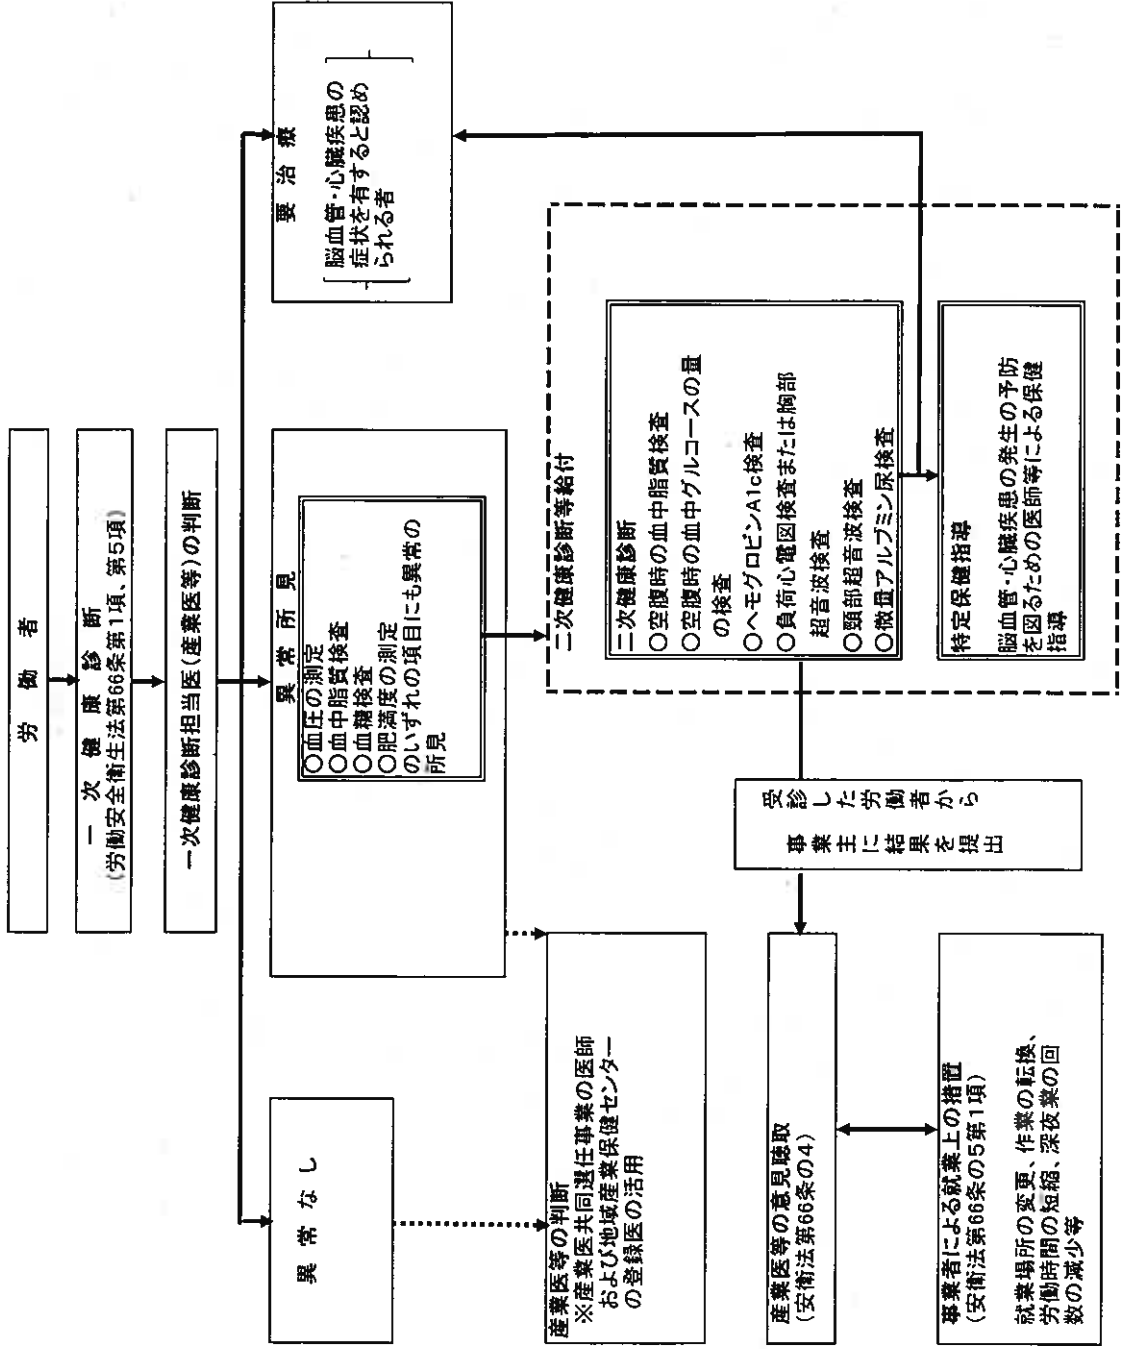 労働者
一次健康診断
(労働安全衛生法第66条第1項、第5項)
一次健康診断担当医(産業医等)の判断
異常なし
異常所見
○血圧の測定
○血中脂質検査
○血糖検査
○肥満度の測定
のいずれの項目にも異常の
所見
要治療
脳血管・心臓疾患の
症状を有すると認め
られる者
産業医等の判断
※産業医共同選任事業の医師
および地域産業保健センター
の登録医の活用
二次健康診断等給付
二次健康診断
○空腹時の血中脂質検査
○空腹時の血中グルコースの量
の検査
○ヘモグロビンA1c検査
○負荷心電図検査または胸部
超音波検査
○頸部超音波検査
○微量アルブミン尿検査
特定保健指導
脳血管・心臓疾患の発生の予防
を図るための医師等による保健
指導
受診した労働者から
事業主に結果を提出
産業医等の意見聴取
(安衛法第66条の4)
事業者による就業上の措置
(安衛法第66条の5第1項)
就業場所の変更、作業の転換、
労働時間の短縮、深夜業の回
数の減少等